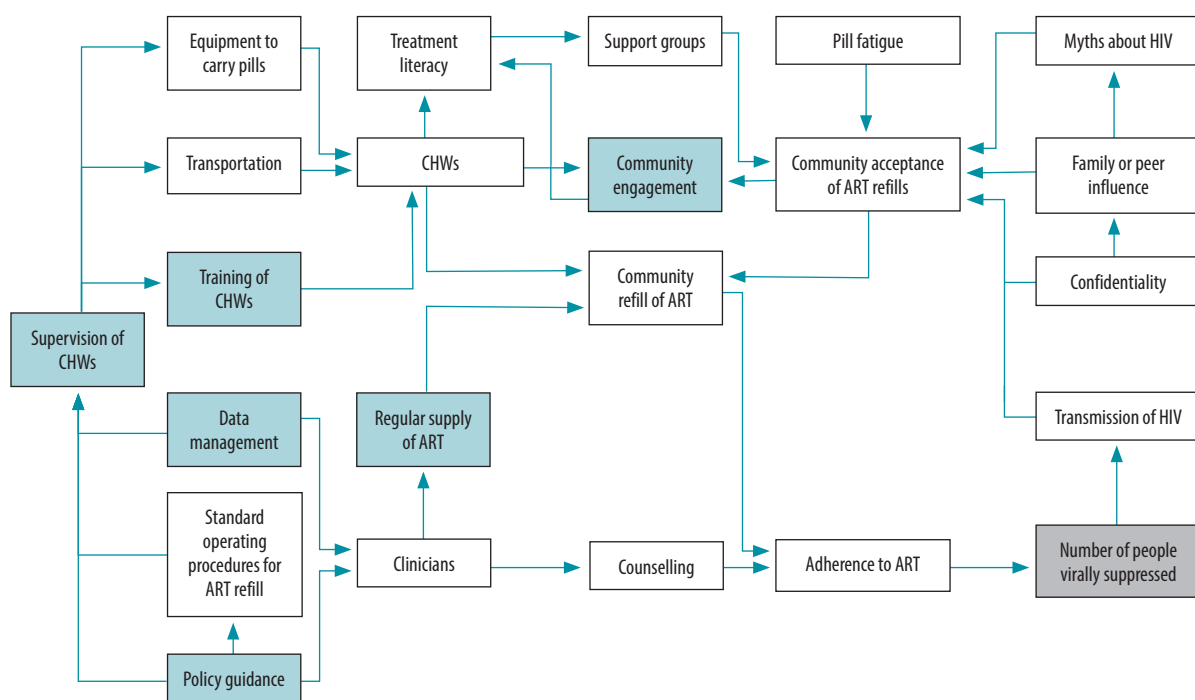 Equipment to
carry pills
Treatment
literacy
Support groups
Pill fatigue
Myths about HIV
Transportation
CHWs
Community
engagement
Community acceptance
of ART refills
Family or peer
influence
Training of
CHWs
Community
refill of ART
Confidentiality
Supervision of
CHWs
Data
management
Regular supply
of ART
Transmission of HIV
Standard
operating
procedures for
ART refill
Clinicians
Counselling
Adherence to ART
Number of people
virally suppressed
Policy guidance